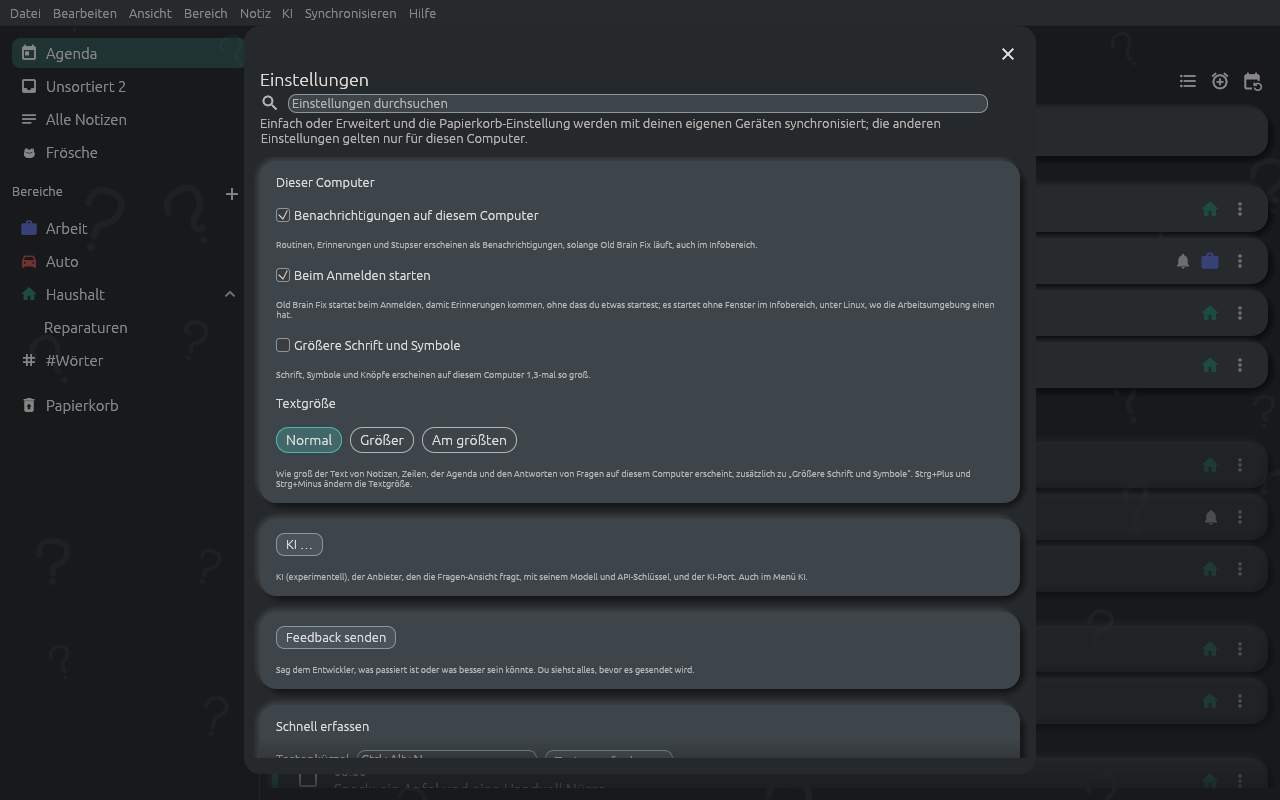 Datei Bearbeiten Ansicht Bereich Notiz KI Synchronisieren Hilfe
Agenda
Unsortiert 2
Alle Notizen
Frösche
Bereiche
Arbeit
Auto
Haushalt
Reparaturen
#Wörter
Papierkorb
Einstellungen
Einstellungen durchsuchen
Einfach oder Erweitert und die Papierkorb-Einstellung werden mit deinen eigenen Geräten synchronisiert; die anderen
Einstellungen gelten nur für diesen Computer.
Dieser Computer
Benachrichtigungen auf diesem Computer
Routinen, Erinnerungen und Stupser erscheinen als Benachrichtigungen, solange Old Brain Fix läuft, auch im Infobereich.
Beim Anmelden starten
Old Brain Fix startet beim Anmelden, damit Erinnerungen kommen, ohne dass du etwas startest; es startet ohne Fenster im Infobereich, unter Linux, wo die Arbeitsumgebung einen
hat.
Größere Schrift und Symbole
Schrift, Symbole und Knöpfe erscheinen auf diesem Computer 1,3-mal so groß.
Textgröße
Normal Größer Am größten
Wie groß der Text von Notizen, Zeilen, der Agenda und den Antworten von Fragen auf diesem Computer erscheint, zusätzlich zu „Größere Schrift und Symbole“. Strg+Plus und
Strg+Minus ändern die Textgröße.
KI …
KI (experimentell), der Anbieter, den die Fragen-Ansicht fragt, mit seinem Modell und API-Schlüssel, und der KI-Port. Auch im Menü KI.
Feedback senden
Sag dem Entwickler, was passiert ist oder was besser sein könnte. Du siehst alles, bevor es gesendet wird.
Schnell erfassen